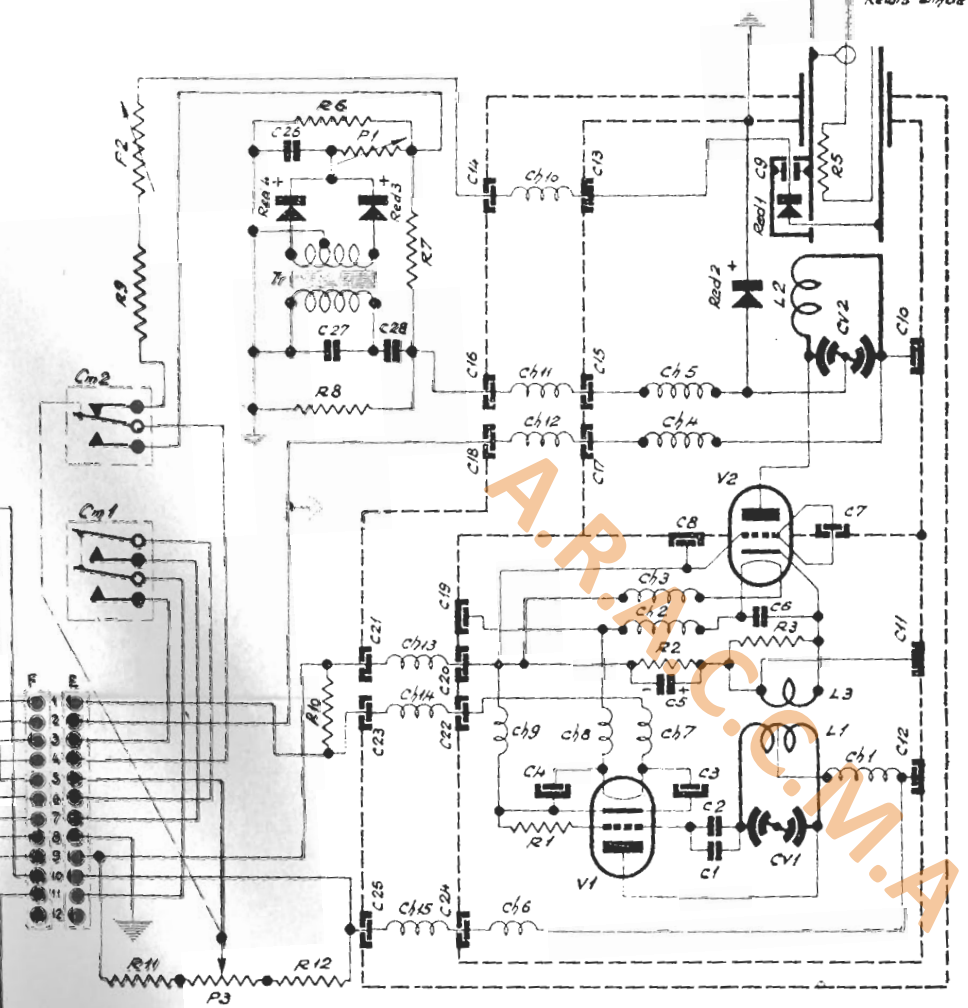 R6
C26
P1
F2
C14
C13
C9
R5
Ch10
Red4
+
+
Red3
Red1
R7
Tr
Red2
+
L2
R9
CV2
C10
C27
C28
C16
C15
Ch11
Ch5
Cm2
R8
Ch12
Ch4
C18
C17
V2
Cm1
C8
C7
C19
Ch3
Ch2
C6
C21
R3
Ch13
R2
C11
C20
-
C5
+
F
E
R10
Ch14
L3
1
2
3
4
5
6
7
8
9
10
11
12
C23
C22
Ch9
Ch8
Ch7
L1
Ch1
C12
C4
C3
C2
R1
C1
CV1
V1
C25
C24
Ch15
Ch6
R11
R12
P3
A.R.A.C.C.M.A